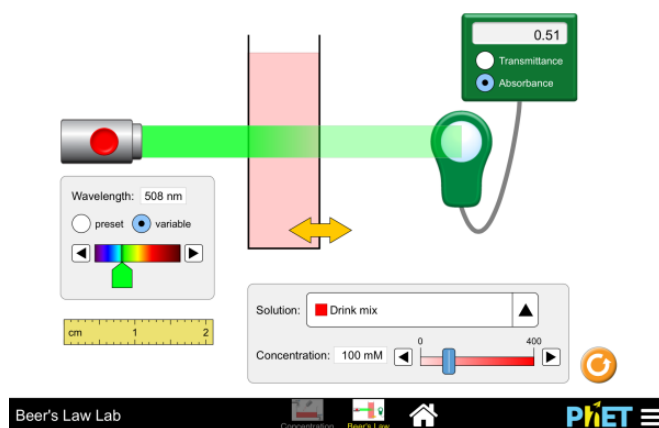 0.51
Transmittance
Absorbance
Wavelength: 508 nm
preset variable
cm 1 2
Solution: Drink mix
0 400
Concentration: 100 mM
Beer's Law Lab
Concentration Beer's Law
PhET